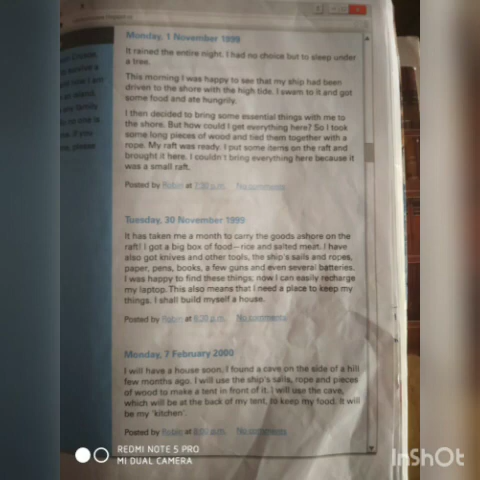 Monday, 1 November 1999
It rained the entire night. I had no choice but to sleep under
a tree.
This morning I was happy to see that my ship had been
driven to the shore with the high tide. I swam to it and got
some food and ate hungrily.
I then decided to bring some essential things with me to
the shore. But how could I get everything here? So I took
some long pieces of wood and tied them together with a
rope. My raft was ready. I put some items on the raft and
brought it here. I couldn't bring everything here because it
was a small raft.
Posted by Robin at 7:30 p.m. No comments
Tuesday, 30 November 1999
It has taken me a month to carry the goods ashore on the
raft! I got a big box of food—rice and salted meat. I have
also got knives and other tools, the ship's sails and ropes,
paper, pens, books, a few guns and even several batteries.
I was happy to find these things; now I can easily recharge
my laptop. This also means that I need a place to keep my
things. I shall build myself a house.
Posted by Robin at p.m. No comments
Monday, 7 February 2000
I will have a house soon. I found a cave on the side of a hill
few months ago. I will use the ship's sails, rope and pieces
of wood to make a tent in front of it. I will use the cave,
which will be at the back of my tent, to keep my food. It will
be my 'kitchen'.
Posted by Robin at p.m. No comments
REDMI NOTE 5 PRO
MI DUAL CAMERA
InShOt